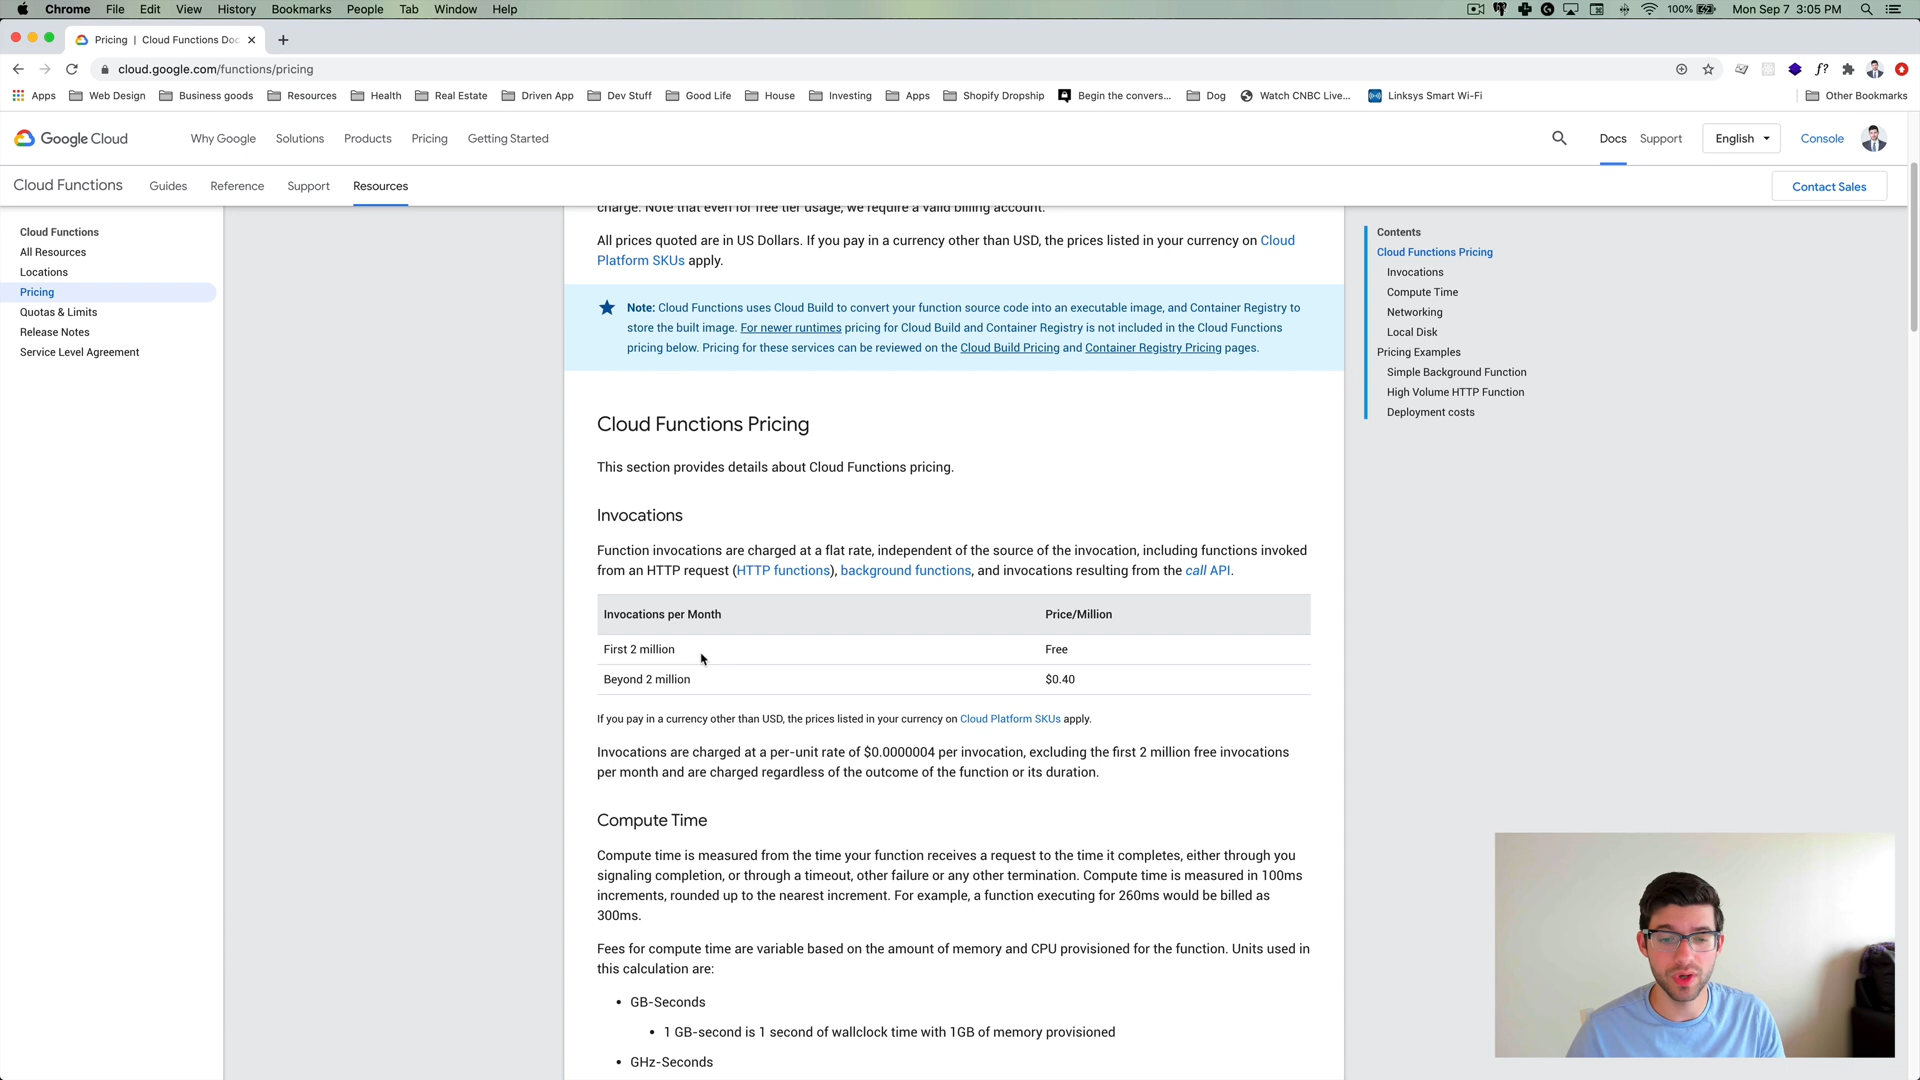 Chrome File Edit View History Bookmarks People Tab Window Help
100% Mon Sep 7 3:05 PM
Pricing | Cloud Functions Doc
cloud.google.com/functions/pricing
Apps Web Design Business goods Resources Health Real Estate Driven App Dev Stuff Good Life House Investing Apps Shopify Dropship Begin the convers... Dog Watch CNBC Live... Linksys Smart Wi-Fi Other Bookmarks
Google Cloud Why Google Solutions Products Pricing Getting Started Docs Support English Console
Cloud Functions Guides Reference Support Resources Contact Sales
Cloud Functions
All Resources
Locations
Pricing
Quotas & Limits
Release Notes
Service Level Agreement
charge. Note that even for free tier usage, we require a valid billing account.
All prices quoted are in US Dollars. If you pay in a currency other than USD, the prices listed in your currency on Cloud
Platform SKUs apply.
Note: Cloud Functions uses Cloud Build to convert your function source code into an executable image, and Container Registry to
store the built image. For newer runtimes pricing for Cloud Build and Container Registry is not included in the Cloud Functions
pricing below. Pricing for these services can be reviewed on the Cloud Build Pricing and Container Registry Pricing pages.
Cloud Functions Pricing
This section provides details about Cloud Functions pricing.
Invocations
Function invocations are charged at a flat rate, independent of the source of the invocation, including functions invoked
from an HTTP request (HTTP functions), background functions, and invocations resulting from the call API.
Invocations per Month Price/Million
First 2 million Free
Beyond 2 million $0.40
If you pay in a currency other than USD, the prices listed in your currency on Cloud Platform SKUs apply.
Invocations are charged at a per-unit rate of $0.0000004 per invocation, excluding the first 2 million free invocations
per month and are charged regardless of the outcome of the function or its duration.
Compute Time
Compute time is measured from the time your function receives a request to the time it completes, either through you
signaling completion, or through a timeout, other failure or any other termination. Compute time is measured in 100ms
increments, rounded up to the nearest increment. For example, a function executing for 260ms would be billed as
300ms.
Fees for compute time are variable based on the amount of memory and CPU provisioned for the function. Units used in
this calculation are:
• GB-Seconds
• 1 GB-second is 1 second of wallclock time with 1GB of memory provisioned
• GHz-Seconds
Contents
Cloud Functions Pricing
Invocations
Compute Time
Networking
Local Disk
Pricing Examples
Simple Background Function
High Volume HTTP Function
Deployment costs